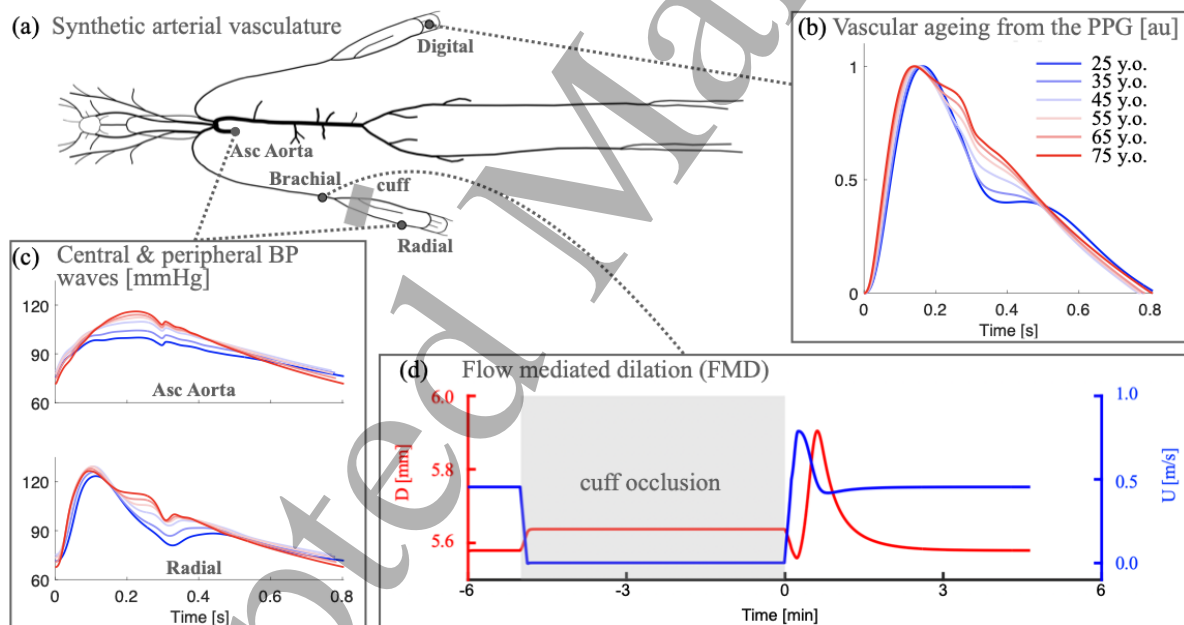 (a) Synthetic arterial vasculature
Digital
Asc Aorta
Brachial
cuff
Radial
(b) Vascular ageing from the PPG [au]
25 y.o.
35 y.o.
45 y.o.
55 y.o.
65 y.o.
75 y.o.
1
0.5
0
0 0.2 0.4 0.6 0.8
Time [s]
(c) Central & peripheral BP
waves [mmHg]
120
90
60
Asc Aorta
120
90
60
Radial
0 0.2 0.4 0.6 0.8
Time [s]
(d) Flow mediated dilation (FMD)
6.0
5.8
5.6
D [mm]
cuff occlusion
1.0
0.5
0.0
U [m/s]
-6 -3 0 3 6
Time [min]
pted Ma